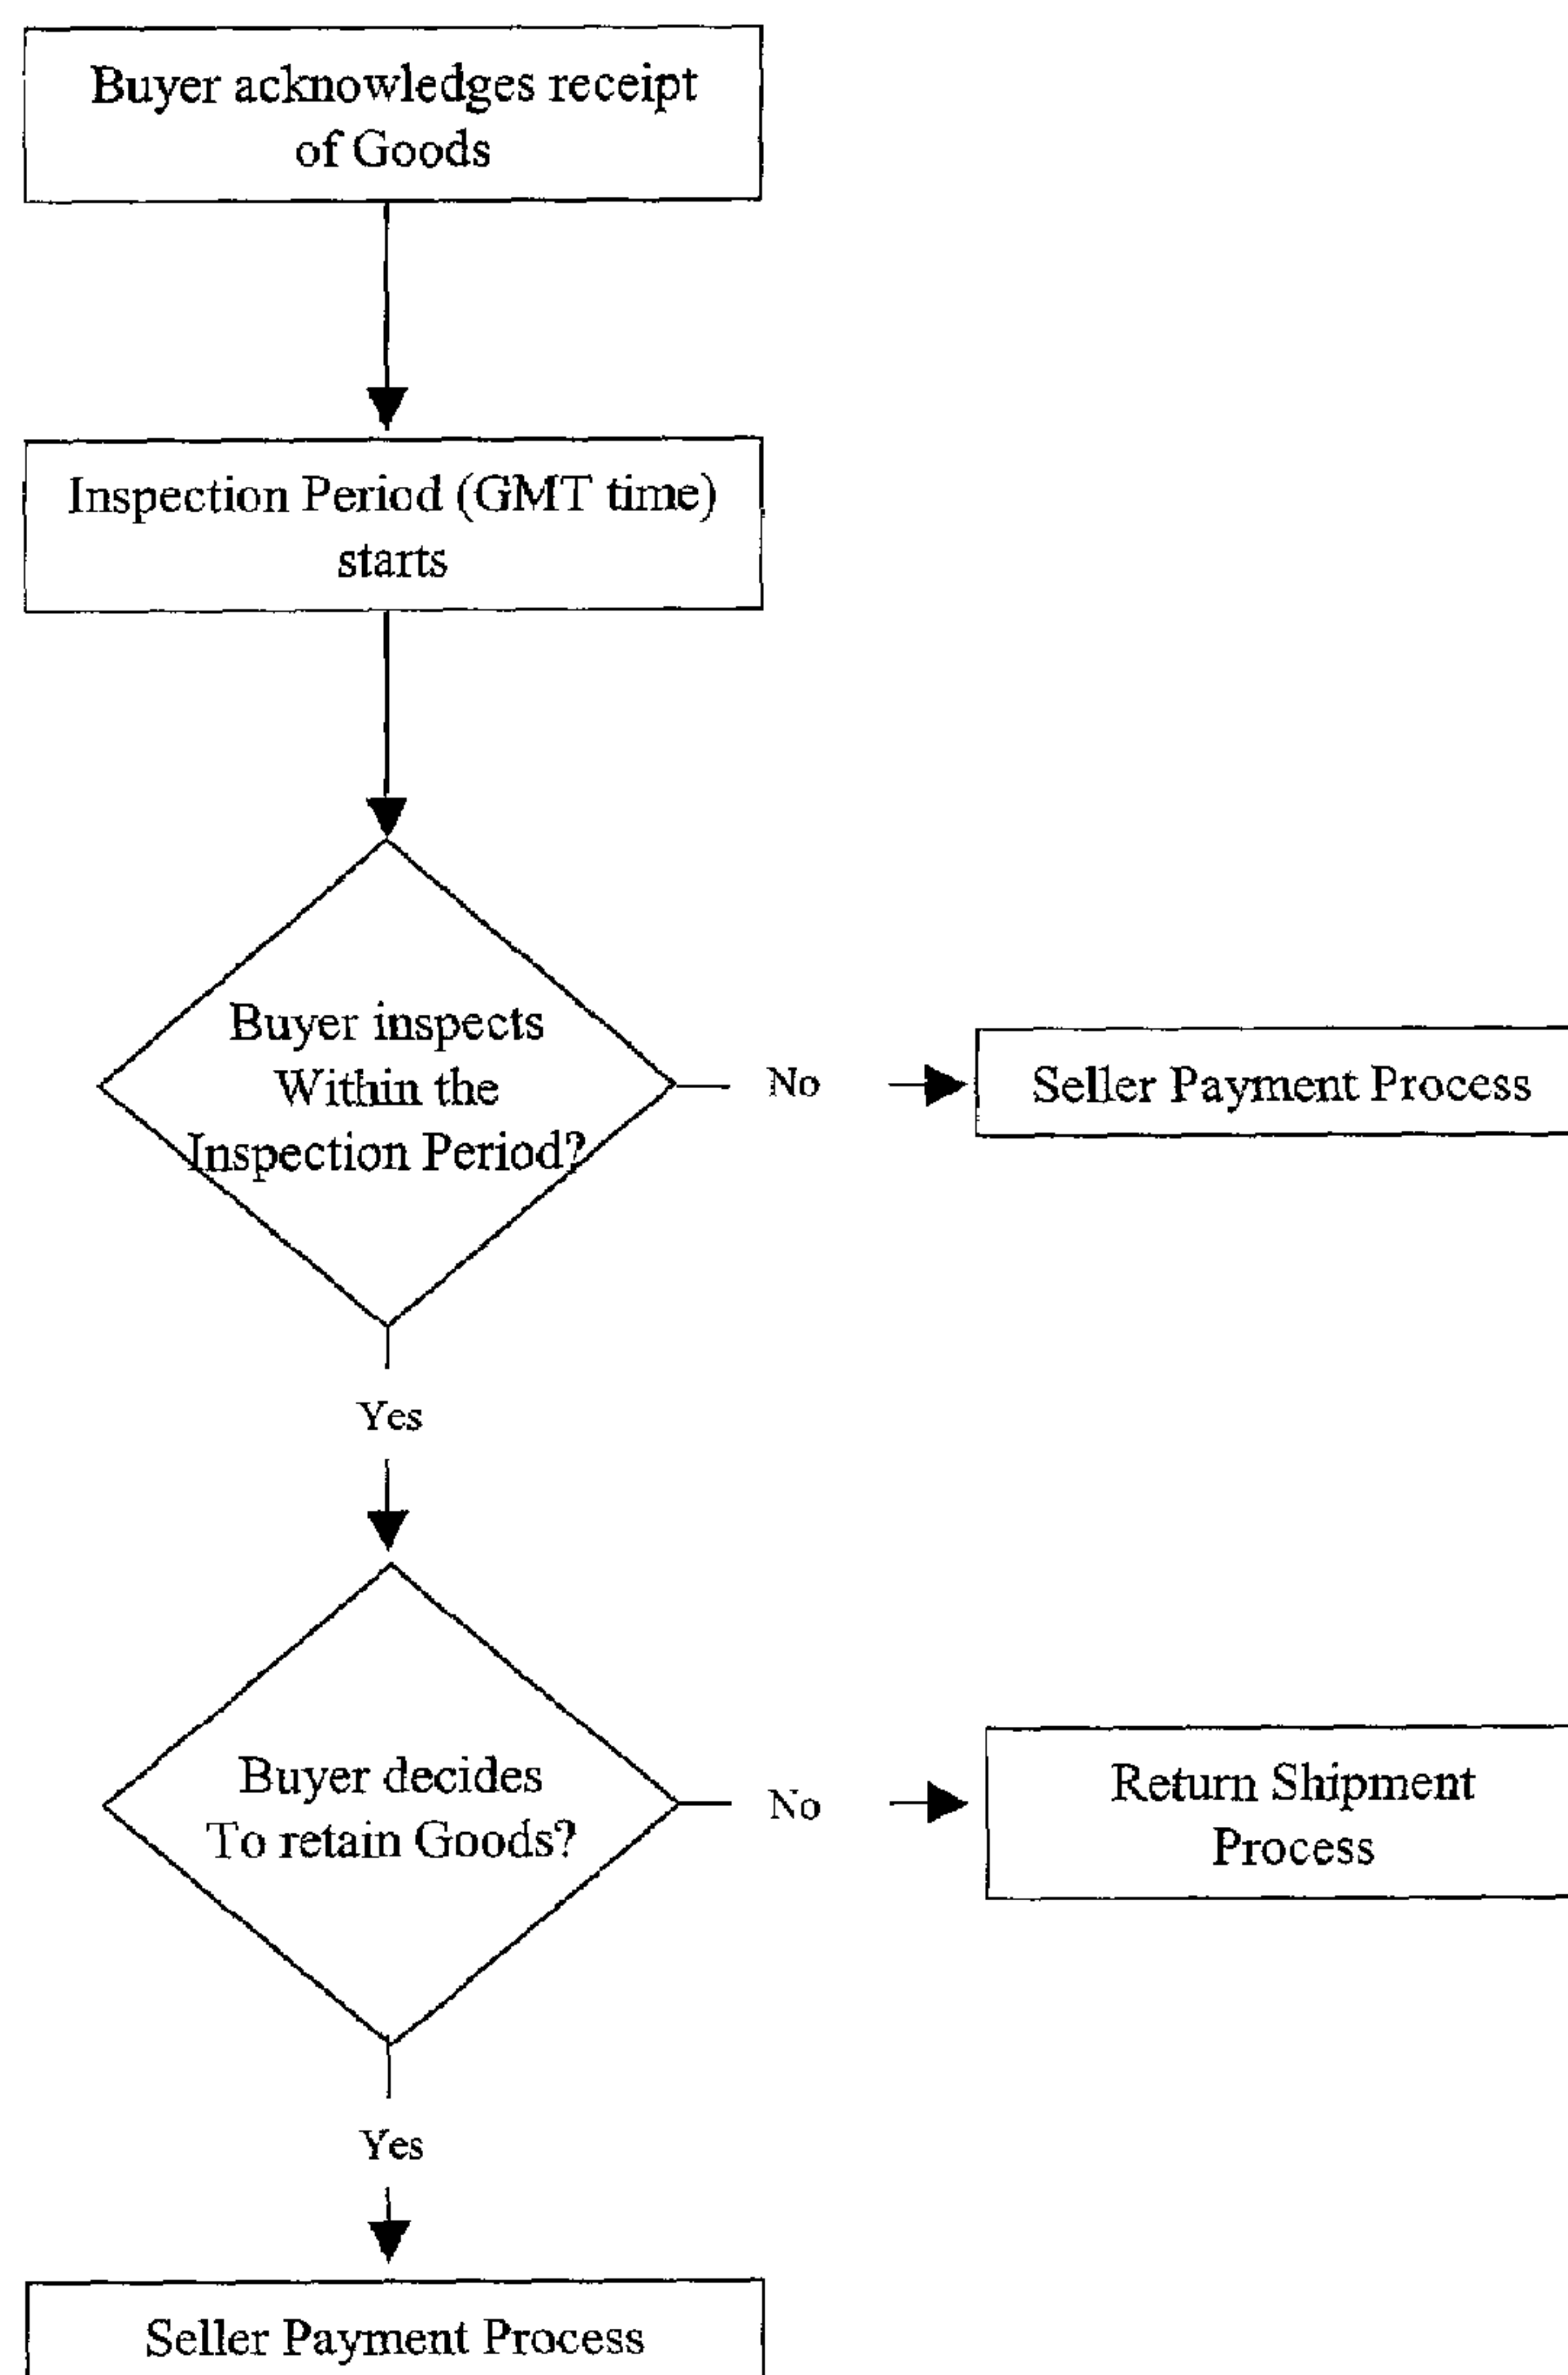 Buyer acknowledges receipt
of Goods
Inspection Period (GMT time)
starts
Buyer inspects
Within the
Inspection Period?
No
Seller Payment Process
Yes
Buyer decides
To retain Goods?
No
Return Shipment
Process
Yes
Seller Payment Process